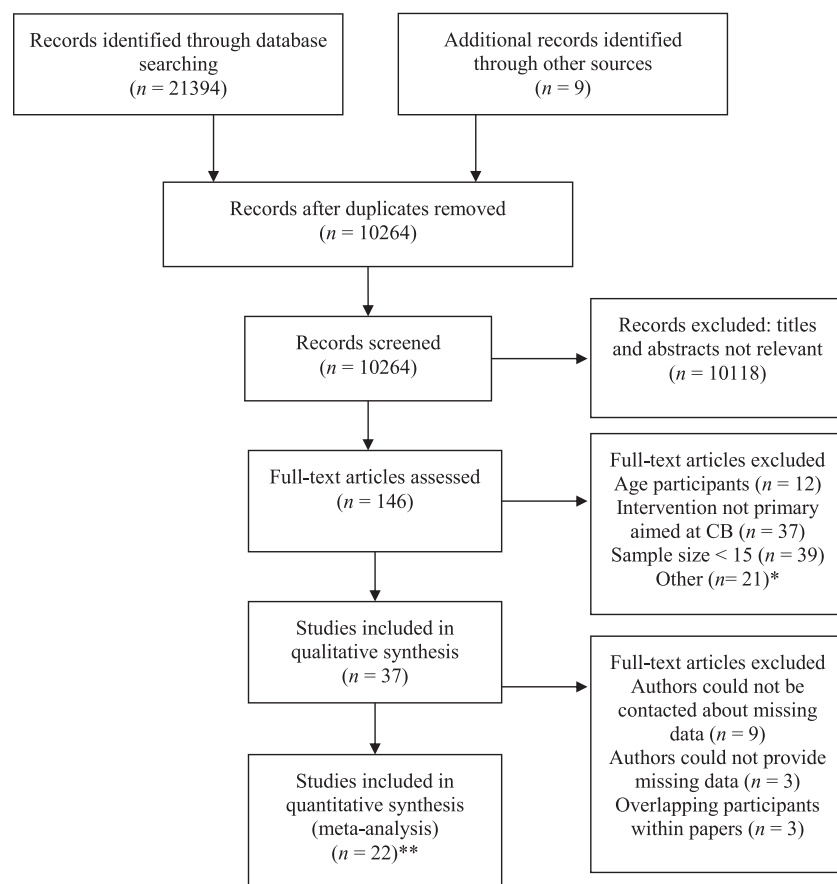 Records identified through database
searching
(n = 21394)
Additional records identified
through other sources
(n = 9)
Records after duplicates removed
(n = 10264)
Records screened
(n = 10264)
Records excluded: titles
and abstracts not relevant
(n = 10118)
Full-text articles assessed
(n = 146)
Full-text articles excluded
Age participants (n = 12)
Intervention not primary
aimed at CB (n = 37)
Sample size < 15 (n = 39)
Other (n= 21)*
Studies included in
qualitative synthesis
(n = 37)
Full-text articles excluded
Authors could not be
contacted about missing
data (n = 9)
Authors could not provide
missing data (n = 3)
Overlapping participants
within papers (n = 3)
Studies included in
quantitative synthesis
(meta-analysis)
(n = 22)**